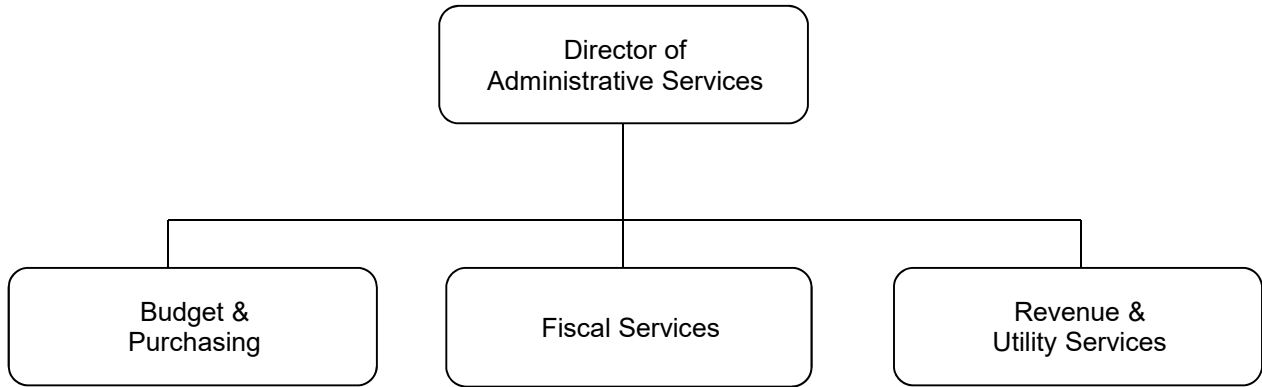 Director of
Administrative Services
Budget &
Purchasing
Fiscal Services
Revenue &
Utility Services